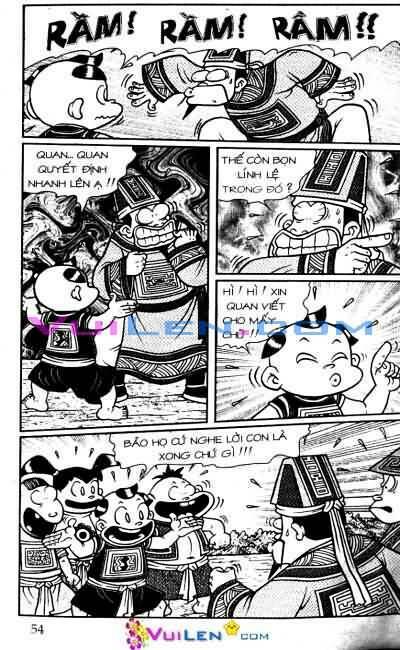 RẦM! RẦM! RẦM!!
QUAN... QUAN
QUYẾT ĐỊNH
NHANH LÊN Ạ!!
THẾ CÒN BỌN
LÍNH LỆ
TRONG ĐÓ?
HÌ! HÌ! XIN
QUAN VIẾT
CHO MẤY
CHỮ!
VUILEN.COM
BẢO HỌ CỨ NGHE LỜI CON LÀ
XONG CHỨ GÌ!!!
54
VUILEN.COM